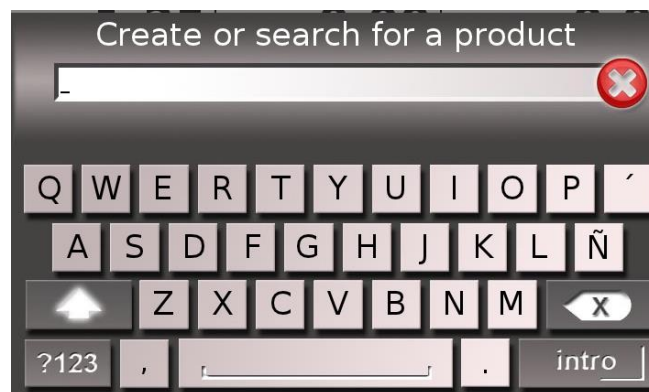 Create or search for a product
_
Q W E R T Y U I O P ´
A S D F G H J K L Ñ
Z X C V B N M X
?123 , . intro